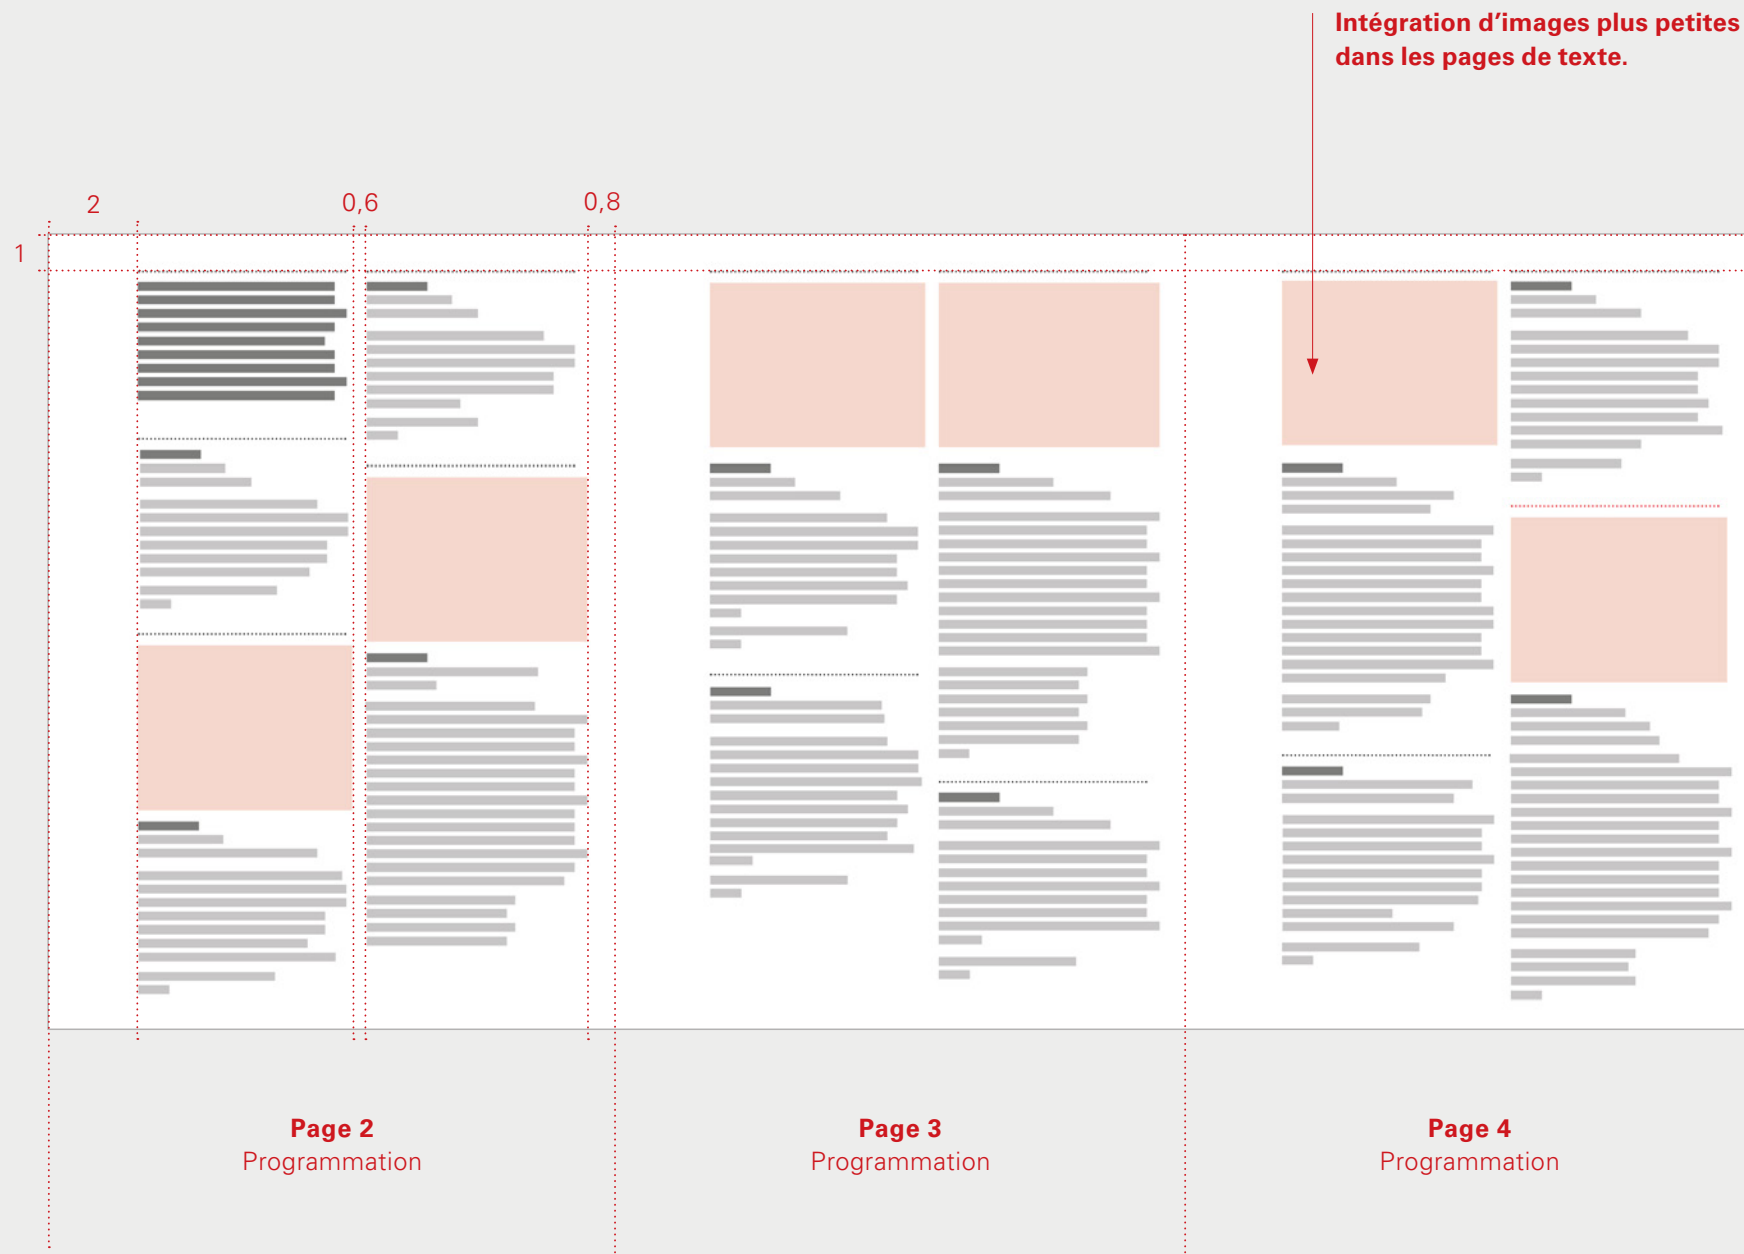 Intégration d’images plus petites
dans les pages de texte.
2
0,6
0,8
1
Page 2
Programmation
Page 3
Programmation
Page 4
Programmation